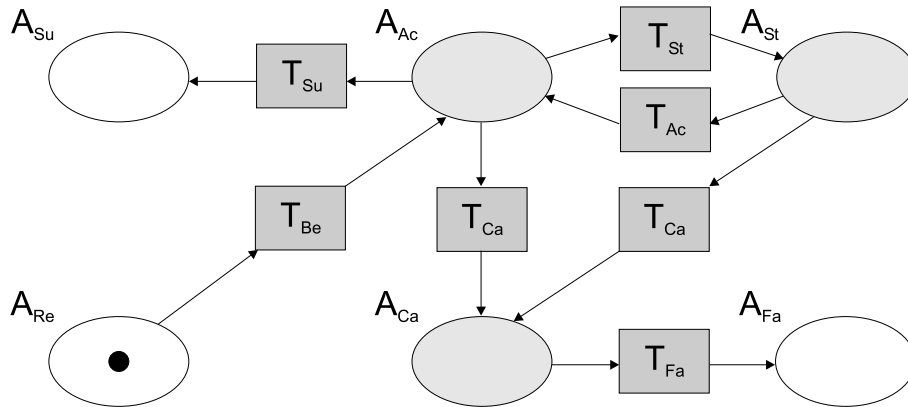 A_Su
A_Ac
A_St
T_St
T_Su
T_Ac
T_Be
T_Ca
T_Ca
A_Re
A_Ca
A_Fa
T_Fa